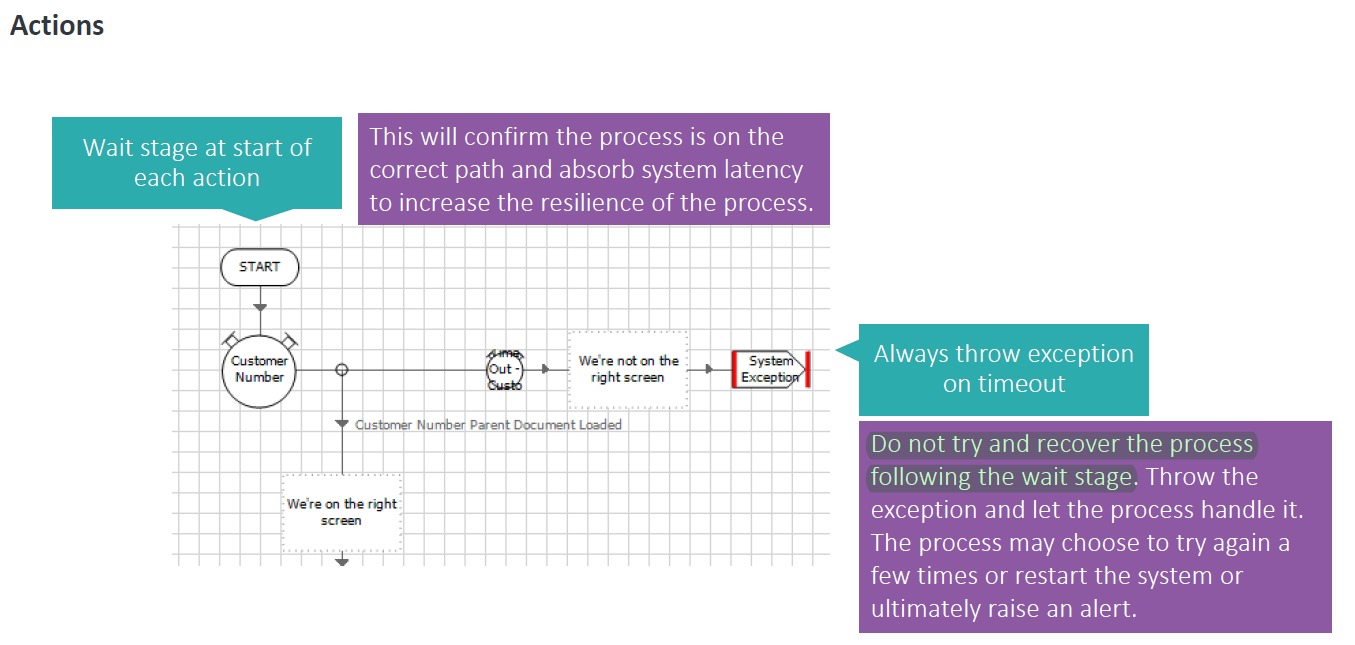 Actions
Wait stage at start of
each action
This will confirm the process is on the
correct path and absorb system latency
to increase the resilience of the process.
START
Customer
Number
Time
Out -
Custo
We're not on the
right screen
System
Exception
Customer Number Parent Document Loaded
We're on the right
screen
Always throw exception
on timeout
Do not try and recover the process
following the wait stage. Throw the
exception and let the process handle it.
The process may choose to try again a
few times or restart the system or
ultimately raise an alert.